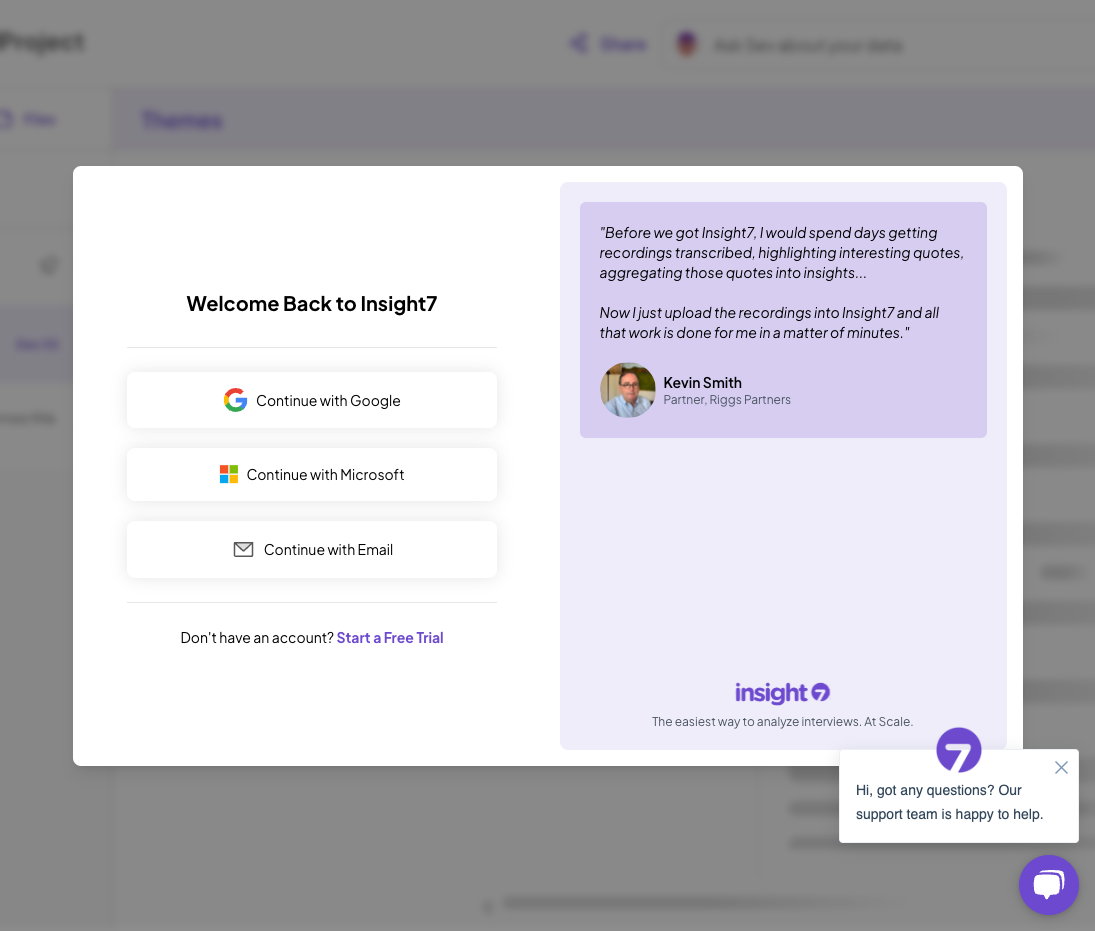 Project
Share
Ask Sev about your data
Files
Themes
Welcome Back to Insight7
Continue with Google
Continue with Microsoft
Continue with Email
Don't have an account? Start a Free Trial
"Before we got Insight7, I would spend days getting
recordings transcribed, highlighting interesting quotes,
aggregating those quotes into insights...
Now I just upload the recordings into Insight7 and all
that work is done for me in a matter of minutes."
Kevin Smith
Partner, Riggs Partners
insight7
The easiest way to analyze interviews. At Scale.
7
Hi, got any questions? Our
support team is happy to help.